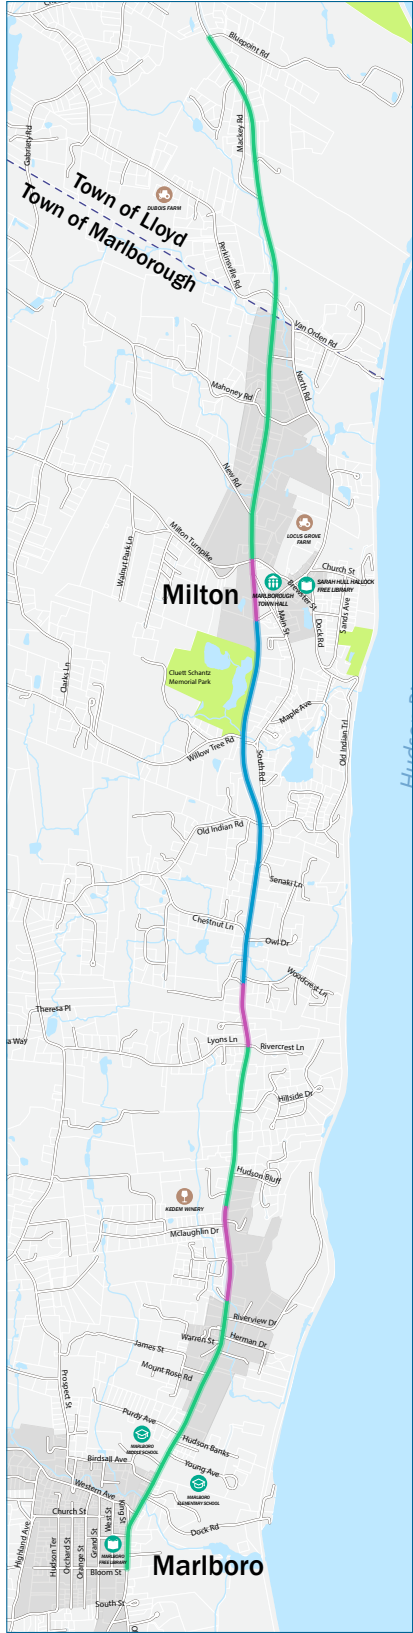 Bluepoint Rd
Mackey Rd
Gabriety Rd
Town of Lloyd
Town of Marlborough
DUBOIS FARM
Perkinsville Rd
Van Orden Rd
North Rd
Mahoney Rd
New Rd
LOCUS GROVE
FARM
Milton Turnpike
Walnut Park Ln
Church St
SARAH HULL HALLOCK
FREE LIBRARY
Milton
MARLBOROUGH
TOWN HALL
Brewster St
Main St
Dock Rd
Sands Ave
Clarks Ln
Cluett Schantz
Memorial Park
Maple Ave
Willow Tree Rd
South Rd
Old Indian Trl
Old Indian Rd
Senaki Ln
Chestnut Ln
Owl Dr
Woodcrest Ln
Theresa Pl
a Way
Lyons Ln
Rivercrest Ln
Hillside Dr
Hudson Bluff
KEDEM WINERY
Mclaughlin Dr
Riverview Dr
Warren St
Herman Dr
James St
Mount Rose Rd
Prospect St
Purdy Ave
MARLBORO
MIDDLE SCHOOL
Hudson Banks
Birdsall Ave
Young Ave
Western Ave
MARLBORO
ELEMENTARY SCHOOL
Church St
West St
King St
Dock Rd
Highland Ave
Hudson Ter
Orchard St
Orange St
Grand St
MARLBORO
FREE LIBRARY
Bloom St
Marlboro
South St